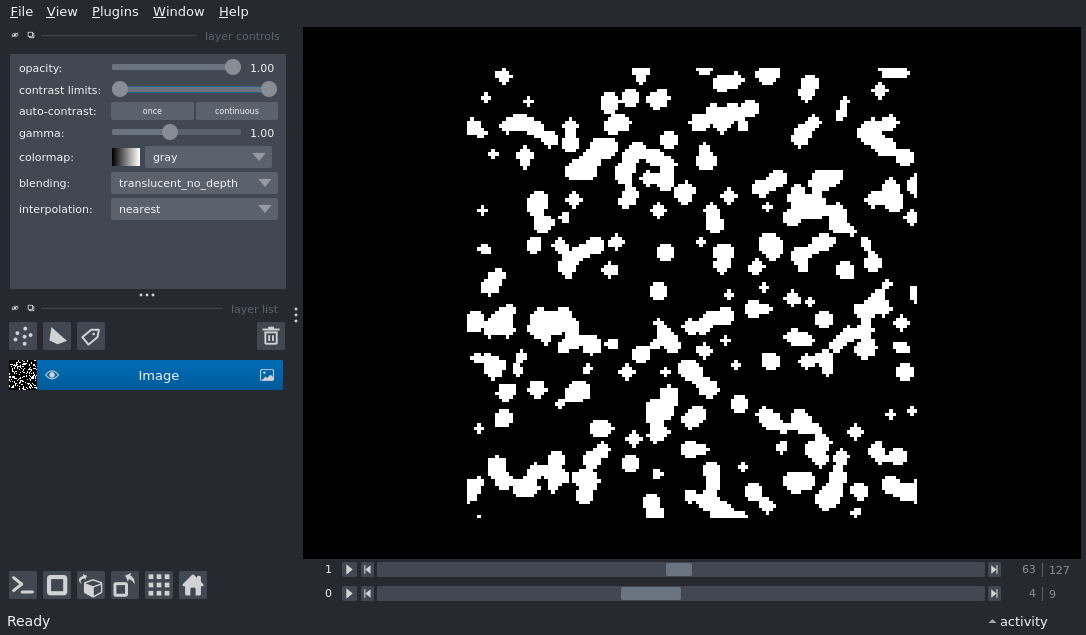 File View Plugins Window Help
layer controls
opacity: 1.00
contrast limits:
auto-contrast: once continuous
gamma: 1.00
colormap: gray
blending: translucent_no_depth
interpolation: nearest
layer list
Image
1 63 127
0 4 9
Ready activity